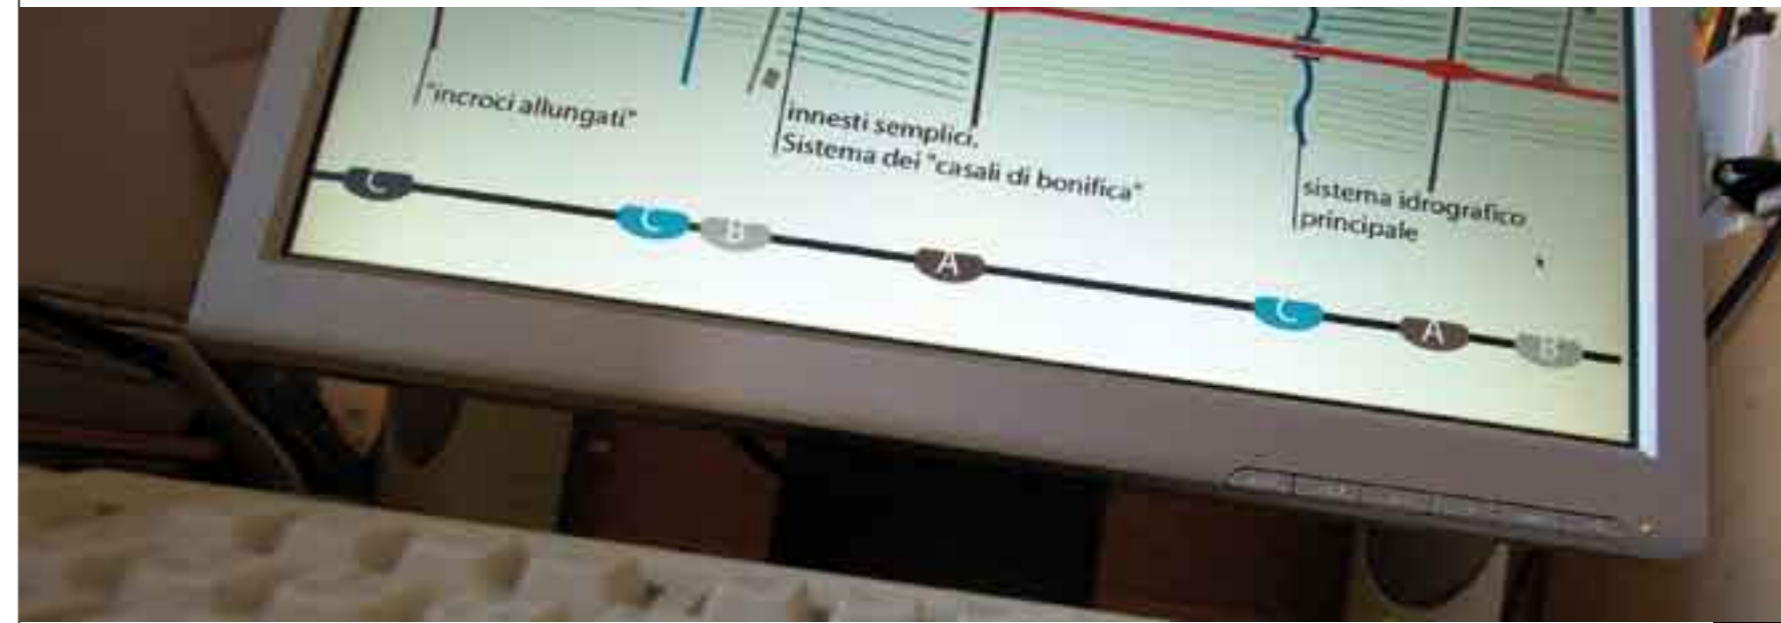 "incroci allungati"
innesti semplici,
Sistema dei "casali di bonifica"
sistema idrografico
principale
C
C
B
A
C
A
B